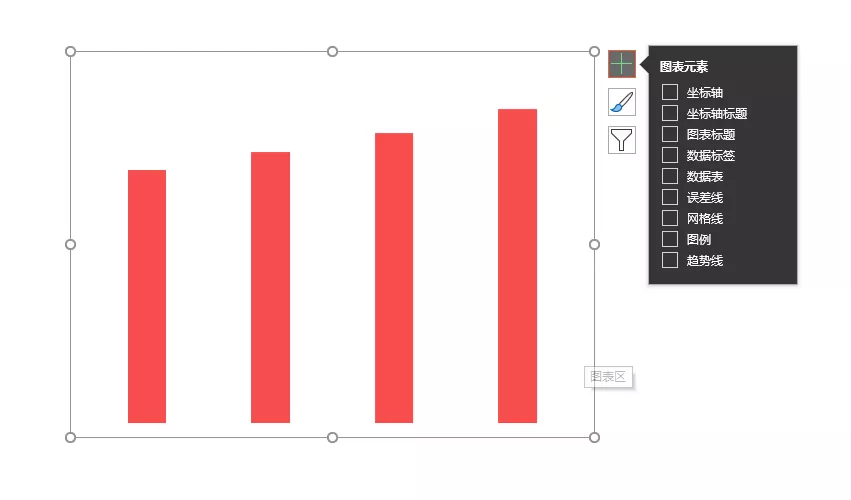 图表元素
坐标轴
坐标轴标题
图表标题
数据标签
数据表
误差线
网格线
图例
趋势线
图表区